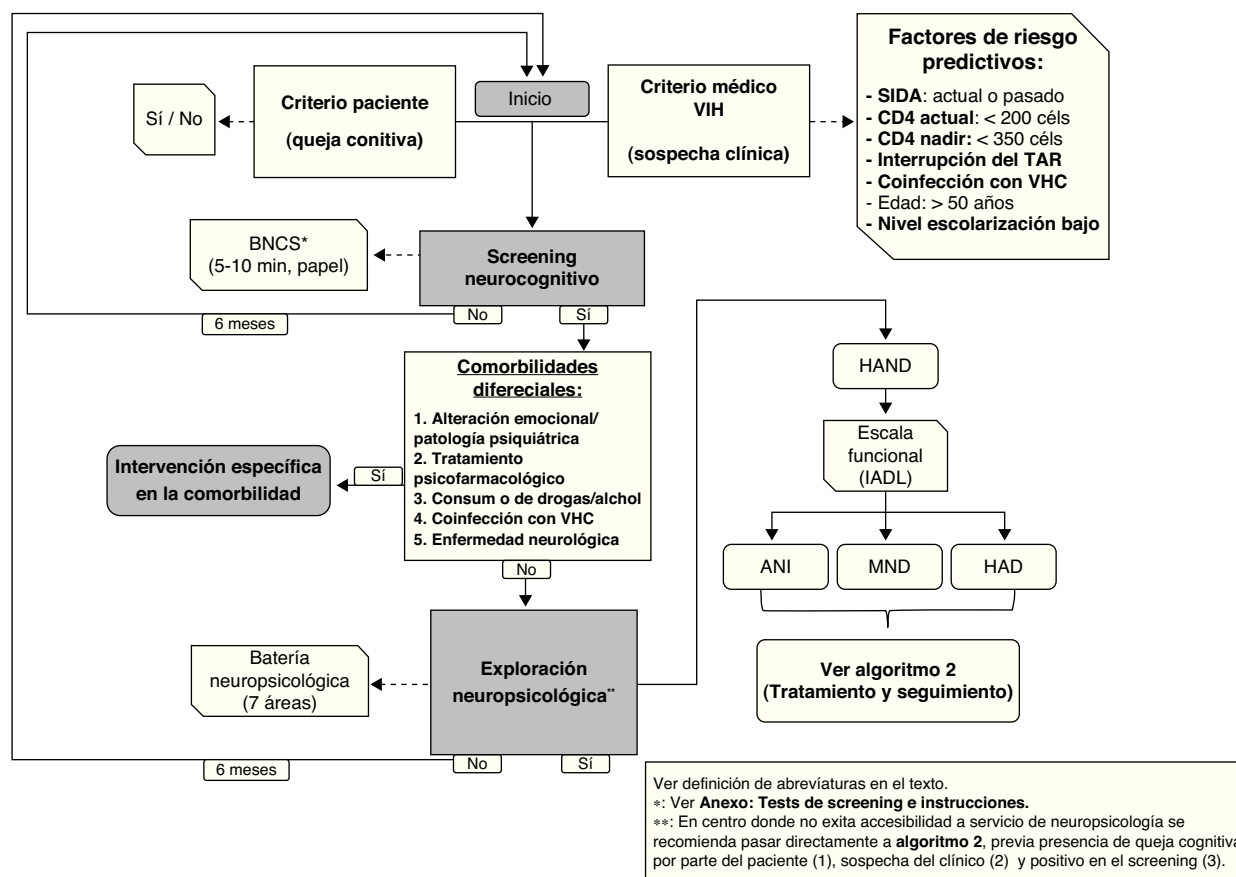 Factores de riesgo
predictivos:
- SIDA: actual o pasado
- CD4 actual: < 200 céls
- CD4 nadir: < 350 céls
- Interrupción del TAR
- Coinfección con VHC
- Edad: > 50 años
- Nivel escolarización bajo
Sí / No
Criterio paciente
(queja conitiva)
Inicio
Criterio médico
VIH
(sospecha clínica)
BNCS*
(5-10 min, papel)
Screening
neurocognitivo
6 meses
No
Sí
Comorbilidades
difereciales:
1. Alteración emocional/
patología psiquiátrica
2. Tratamiento
psicofarmacológico
3. Consum o de drogas/alchol
4. Coinfección con VHC
5. Enfermedad neurológica
Sí
Intervención específica
en la comorbilidad
No
HAND
Escala
funcional
(IADL)
ANI
MND
HAD
Ver algoritmo 2
(Tratamiento y seguimiento)
Batería
neuropsicológica
(7 áreas)
Exploración
neuropsicológica**
6 meses
No
Sí
Ver definición de abrevíaturas en el texto.
*: Ver Anexo: Tests de screening e instrucciones.
**: En centro donde no exita accesibilidad a servicio de neuropsicología se
recomienda pasar directamente a algoritmo 2, previa presencia de queja cognitiva
por parte del paciente (1), sospecha del clínico (2) y positivo en el screening (3).